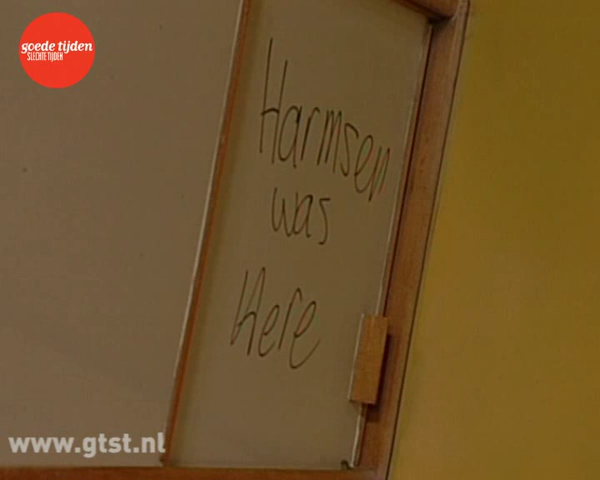 goede tijden
SLECHTE TIJDEN
Harmsen
was
Here
www.gtst.nl